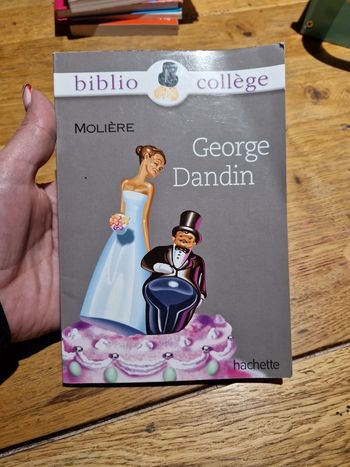 biblio collège
MOLIÈRE
George
Dandin
hachette